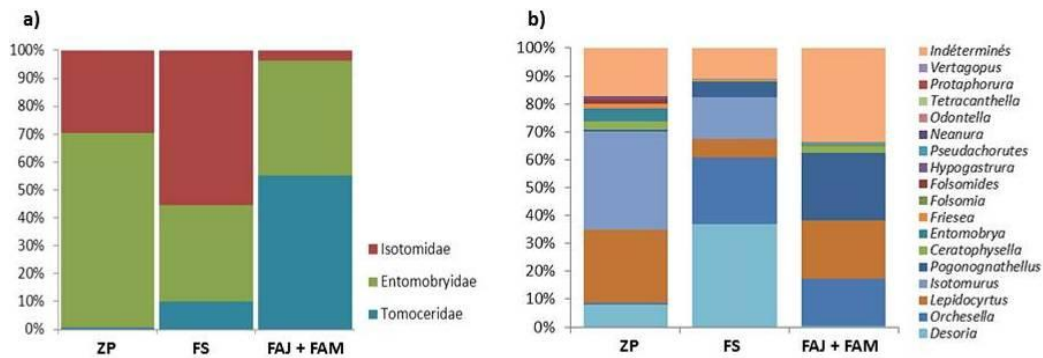 a)
100%
90%
80%
70%
60%
50%
40%
30%
20%
10%
0%
ZP FS FAJ + FAM
Isotomidae
Entomobryidae
Tomoceridae
b)
100%
90%
80%
70%
60%
50%
40%
30%
20%
10%
0%
ZP FS FAJ + FAM
Indéterminés
Vertagopus
Protaphorura
Tetracanthella
Odontella
Neanura
Pseudachorutes
Hypogastrura
Folsomides
Folsomia
Friesea
Entomobrya
Ceratophysella
Pogonognathellus
Isotomurus
Lepidocyrtus
Orchesella
Desoria